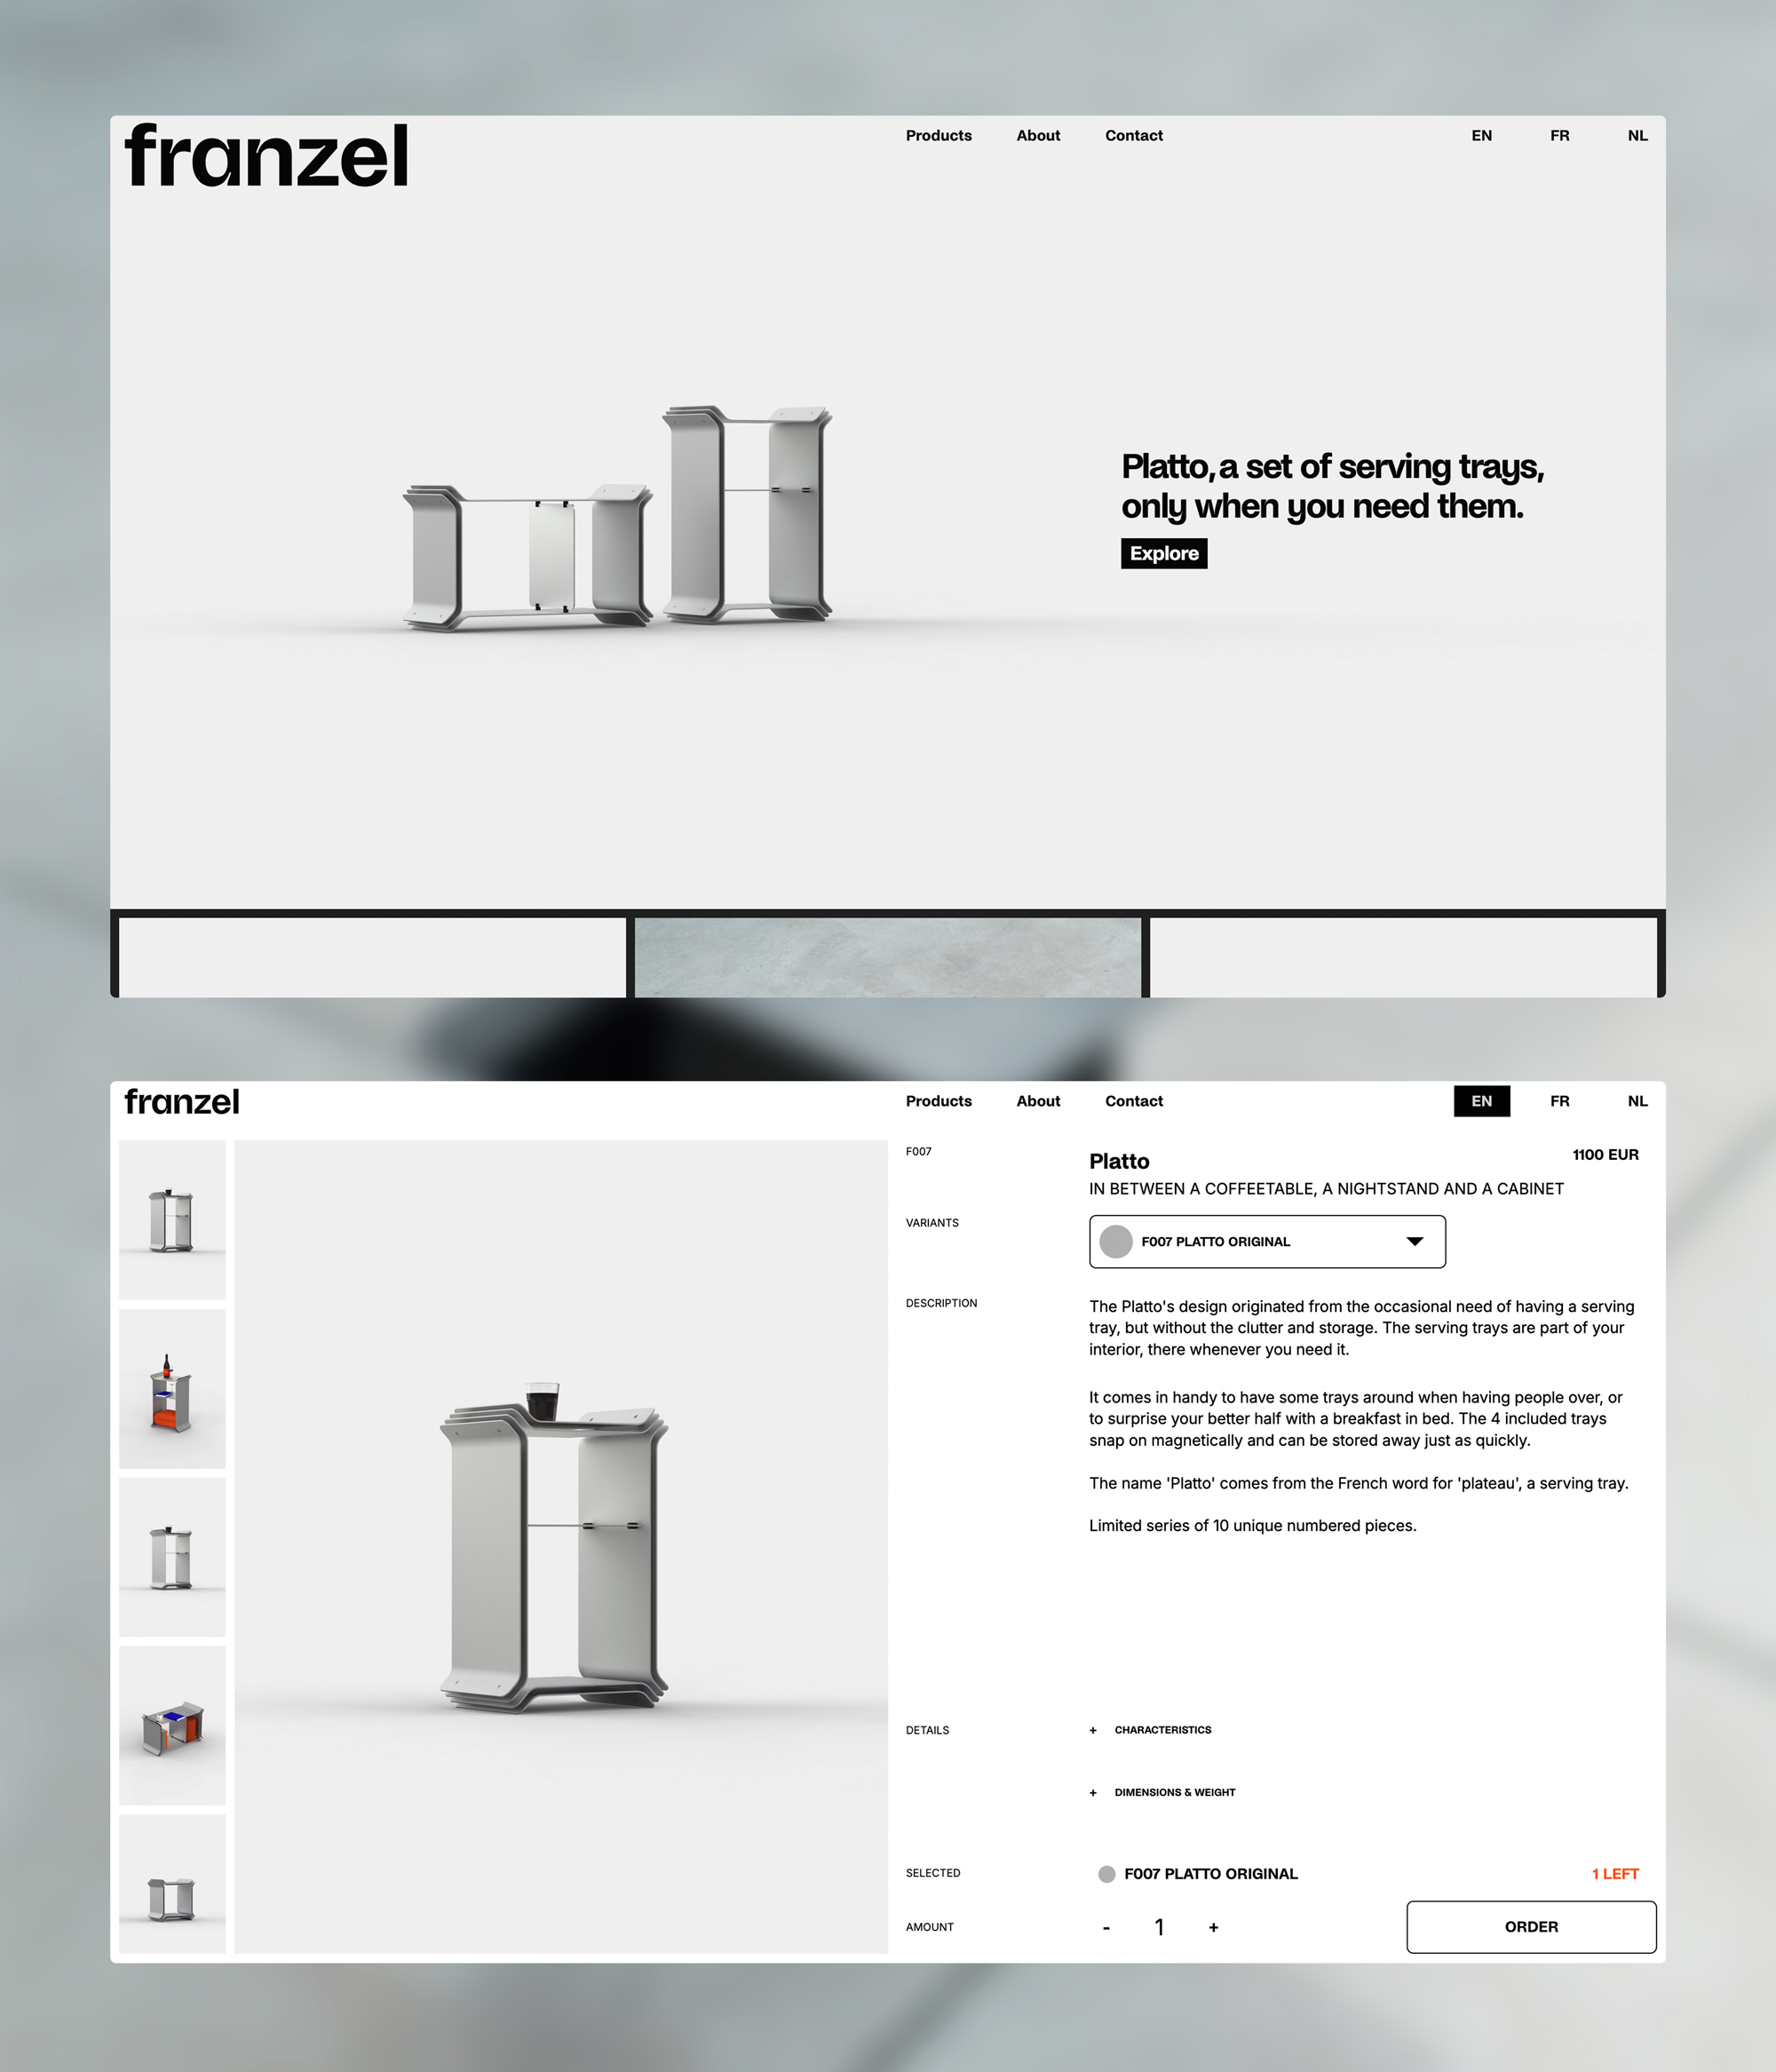 franzel
Products About Contact EN FR NL
Platto, a set of serving trays,
only when you need them.
Explore
franzel
Products About Contact EN FR NL
F007
Platto
1100 EUR
IN BETWEEN A COFFEETABLE, A NIGHTSTAND AND A CABINET
VARIANTS
F007 PLATTO ORIGINAL
DESCRIPTION
The Platto's design originated from the occasional need of having a serving
tray, but without the clutter and storage. The serving trays are part of your
interior, there whenever you need it.
It comes in handy to have some trays around when having people over, or
to surprise your better half with a breakfast in bed. The 4 included trays
snap on magnetically and can be stored away just as quickly.
The name 'Platto' comes from the French word for 'plateau', a serving tray.
Limited series of 10 unique numbered pieces.
DETAILS
+ CHARACTERISTICS
+ DIMENSIONS & WEIGHT
SELECTED
F007 PLATTO ORIGINAL
1 LEFT
AMOUNT
- 1 +
ORDER